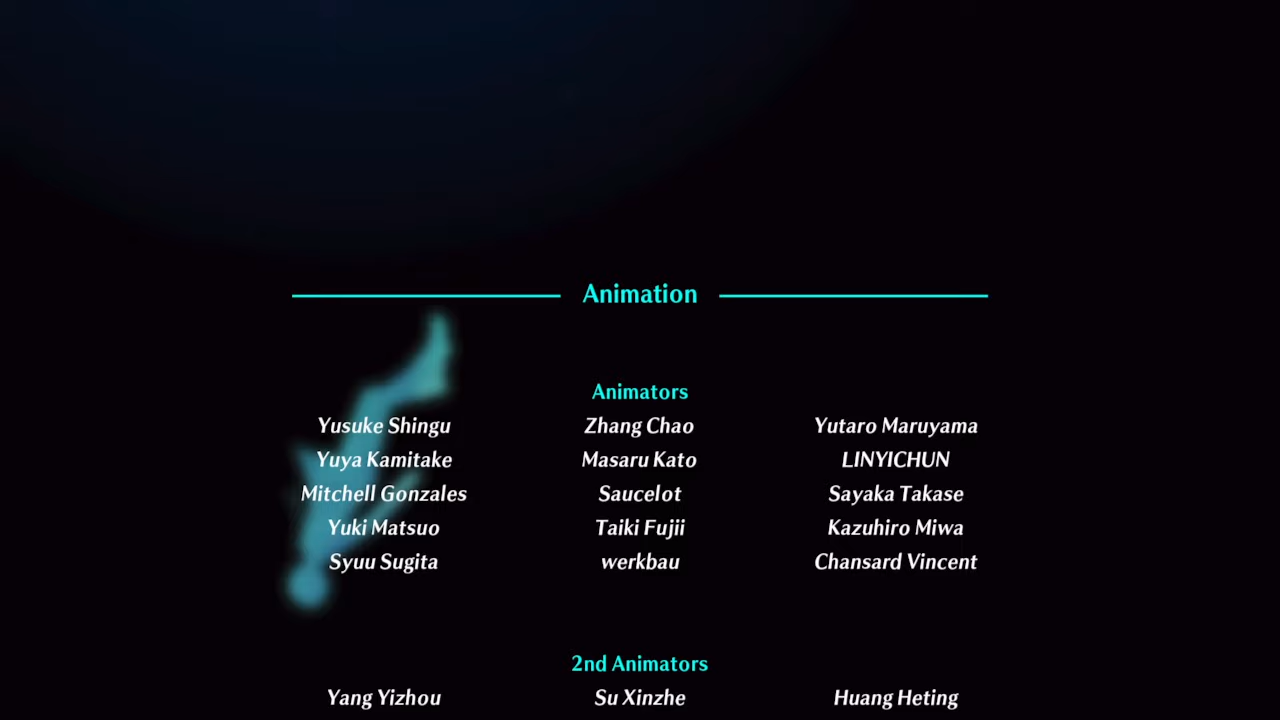 Animation
Animators
Yusuke Shingu Zhang Chao Yutaro Maruyama
Yuya Kamitake Masaru Kato LINYICHUN
Mitchell Gonzales Saucelot Sayaka Takase
Yuki Matsuo Taiki Fujii Kazuhiro Miwa
Syuu Sugita werkbau Chansard Vincent
2nd Animators
Yang Yizhou Su Xinzhe Huang Heting